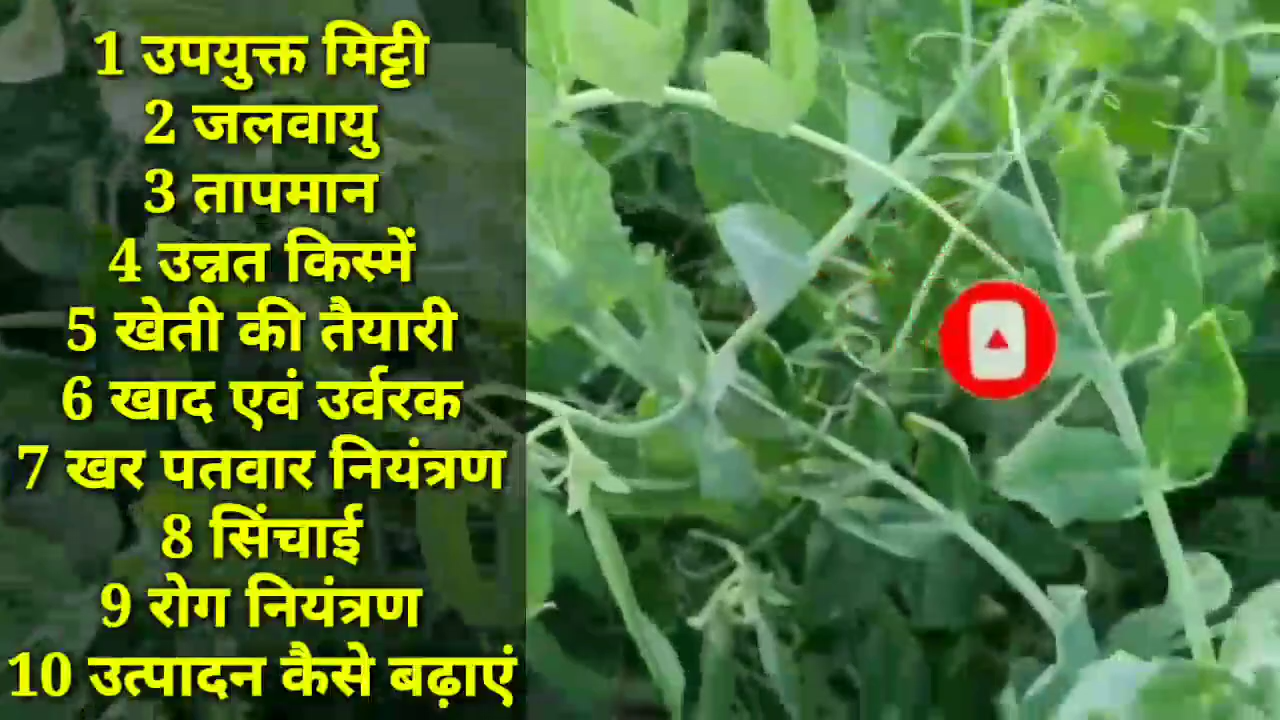 1 उपयुक्त मिट्टी
2 जलवायु
3 तापमान
4 उन्नत किस्में
5 खेती की तैयारी
6 खाद एवं उर्वरक
7 खर पतवार नियंत्रण
8 सिंचाई
9 रोग नियंत्रण
10 उत्पादन कैसे बढ़ाएं